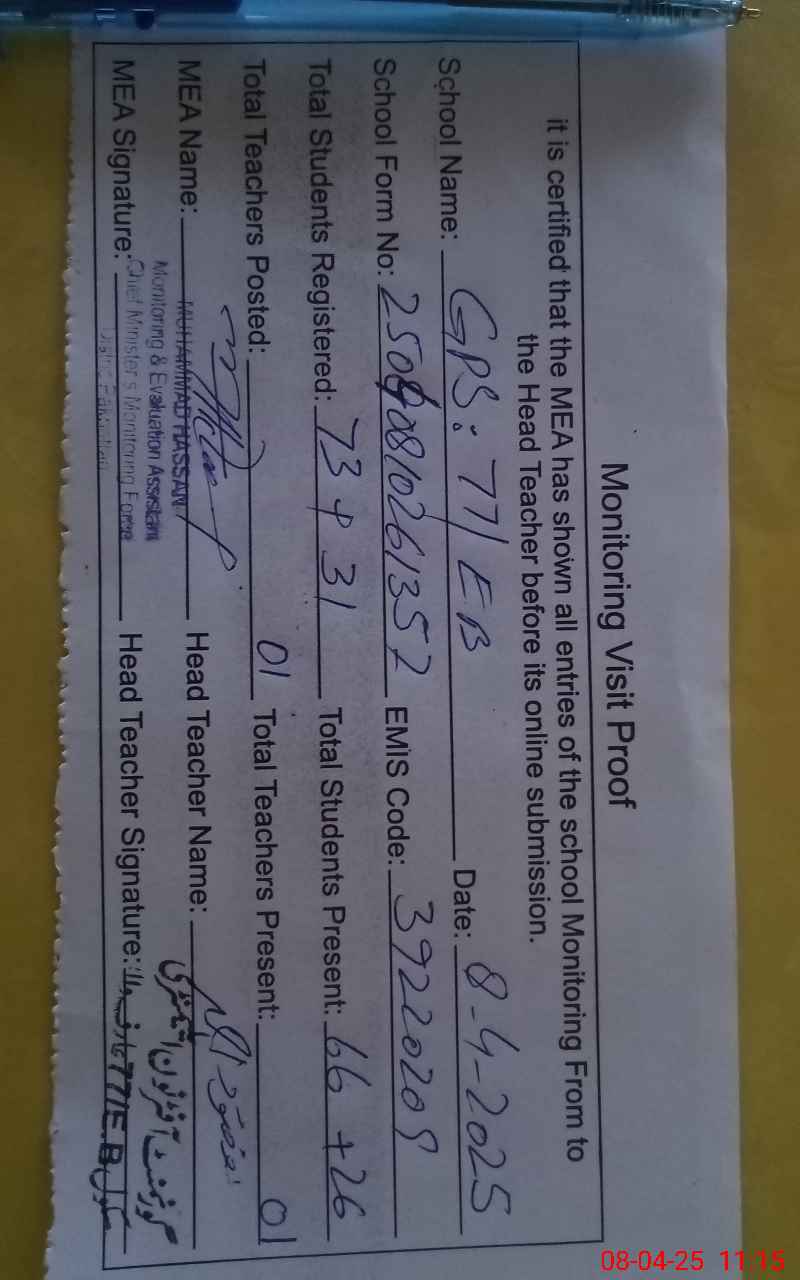 Monitoring Visit Proof
it is certified that the MEA has shown all entries of the school Monitoring From to
the Head Teacher before its online submission.
School Name: GPS: 77/EB Date: 8-4-2025
School Form No: 25040810261357 EMIS Code: 39220209
Total Students Registered: 73 + 31 Total Students Present: 66 + 26
Total Teachers Posted: 01 Total Teachers Present: 01
MEA Name: MUHAMMAD HASSAN Head Teacher Name:
Monitoring & Evaluation Assistant
Chief Minister's Monitoring Force
MEA Signature: Head Teacher Signature:
گورنمنٹ
77/E.B
08-04-25 11:15